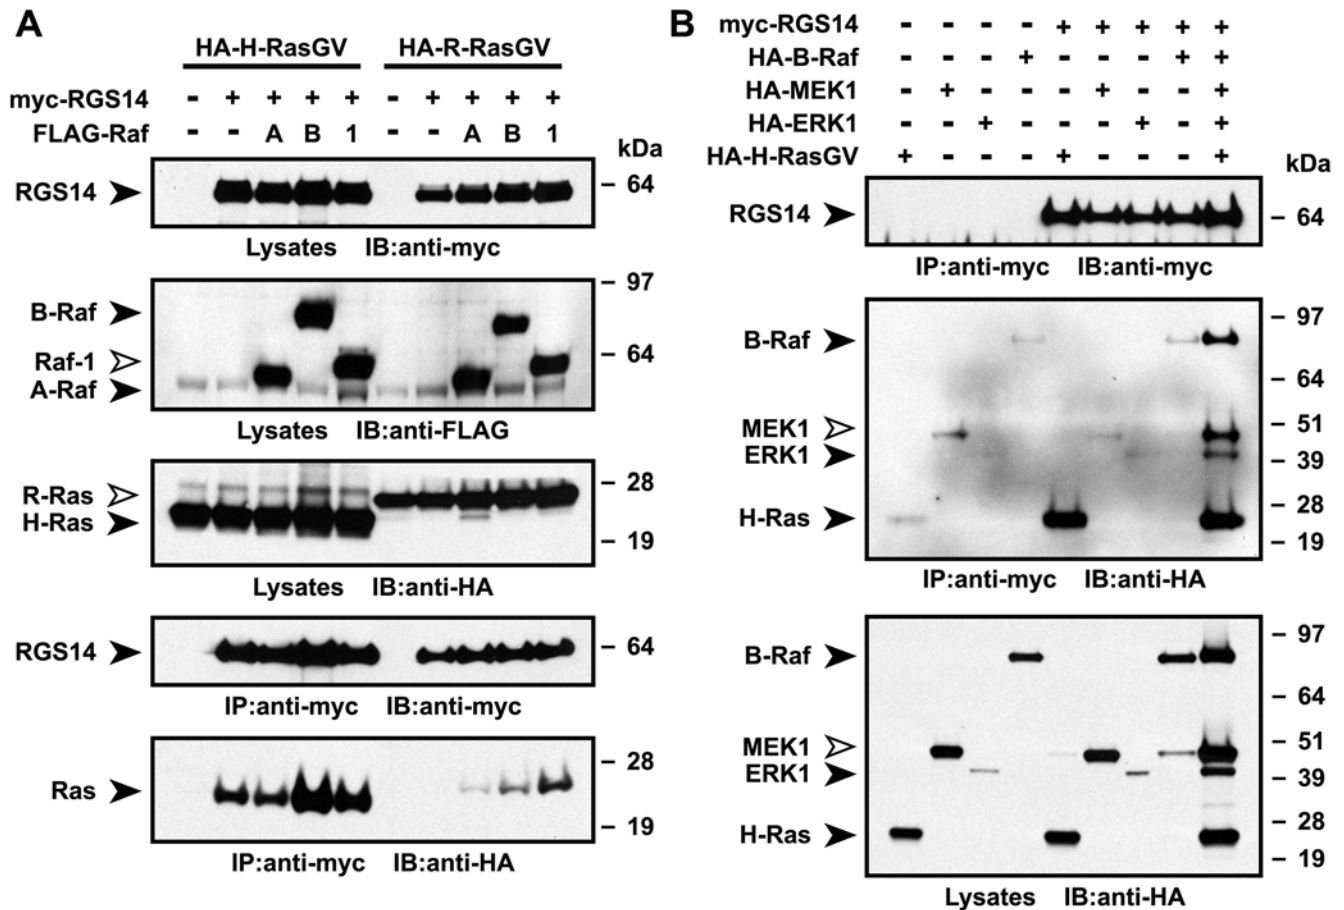 A
HA-H-RasGV HA-R-RasGV
myc-RGS14 - + + + + - + + + +
FLAG-Raf - - A B 1 - - A B 1
kDa
RGS14 – 64
Lysates IB:anti-myc
– 97
B-Raf
Raf-1 – 64
A-Raf
Lysates IB:anti-FLAG
R-Ras – 28
H-Ras
– 19
Lysates IB:anti-HA
RGS14 – 64
IP:anti-myc IB:anti-myc
– 28
Ras
– 19
IP:anti-myc IB:anti-HA
B
myc-RGS14 - - - - + + + + +
HA-B-Raf - - - + - - - + +
HA-MEK1 - + - - - + - - +
HA-ERK1 - - + - - - + - +
HA-H-RasGV + - - - + - - - +
kDa
RGS14 – 64
IP:anti-myc IB:anti-myc
– 97
B-Raf
– 64
MEK1 – 51
ERK1 – 39
H-Ras – 28
– 19
IP:anti-myc IB:anti-HA
– 97
B-Raf
– 64
MEK1 – 51
ERK1 – 39
H-Ras – 28
– 19
Lysates IB:anti-HA